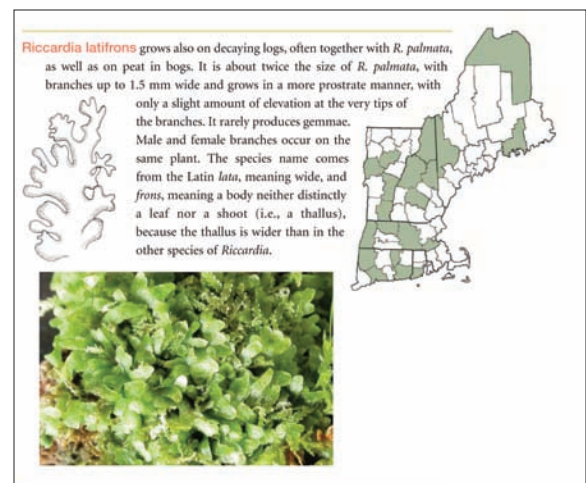 Riccardia latifrons grows also on decaying logs, often together with R. palmata,
as well as on peat in bogs. It is about twice the size of R. palmata, with
branches up to 1.5 mm wide and grows in a more prostrate manner, with
only a slight amount of elevation at the very tips of
the branches. It rarely produces gemmae.
Male and female branches occur on the
same plant. The species name comes
from the Latin lata, meaning wide, and
frons, meaning a body neither distinctly
a leaf nor a shoot (i.e., a thallus),
because the thallus is wider than in the
other species of Riccardia.